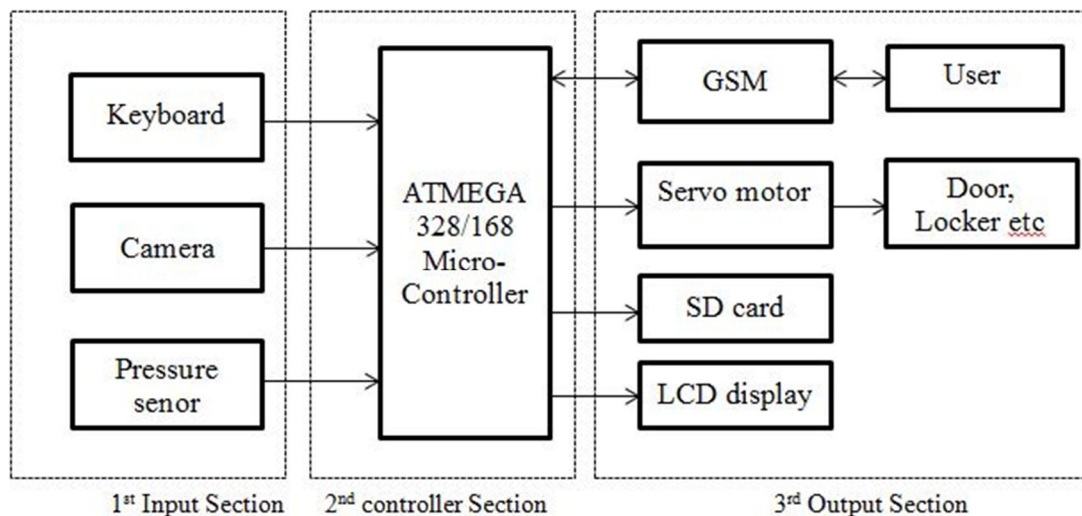 Keyboard
Camera
Pressure
senor
ATMEGA
328/168
Micro-
Controller
GSM
User
Servo motor
Door,
Locker etc
SD card
LCD display
1st Input Section
2nd controller Section
3rd Output Section